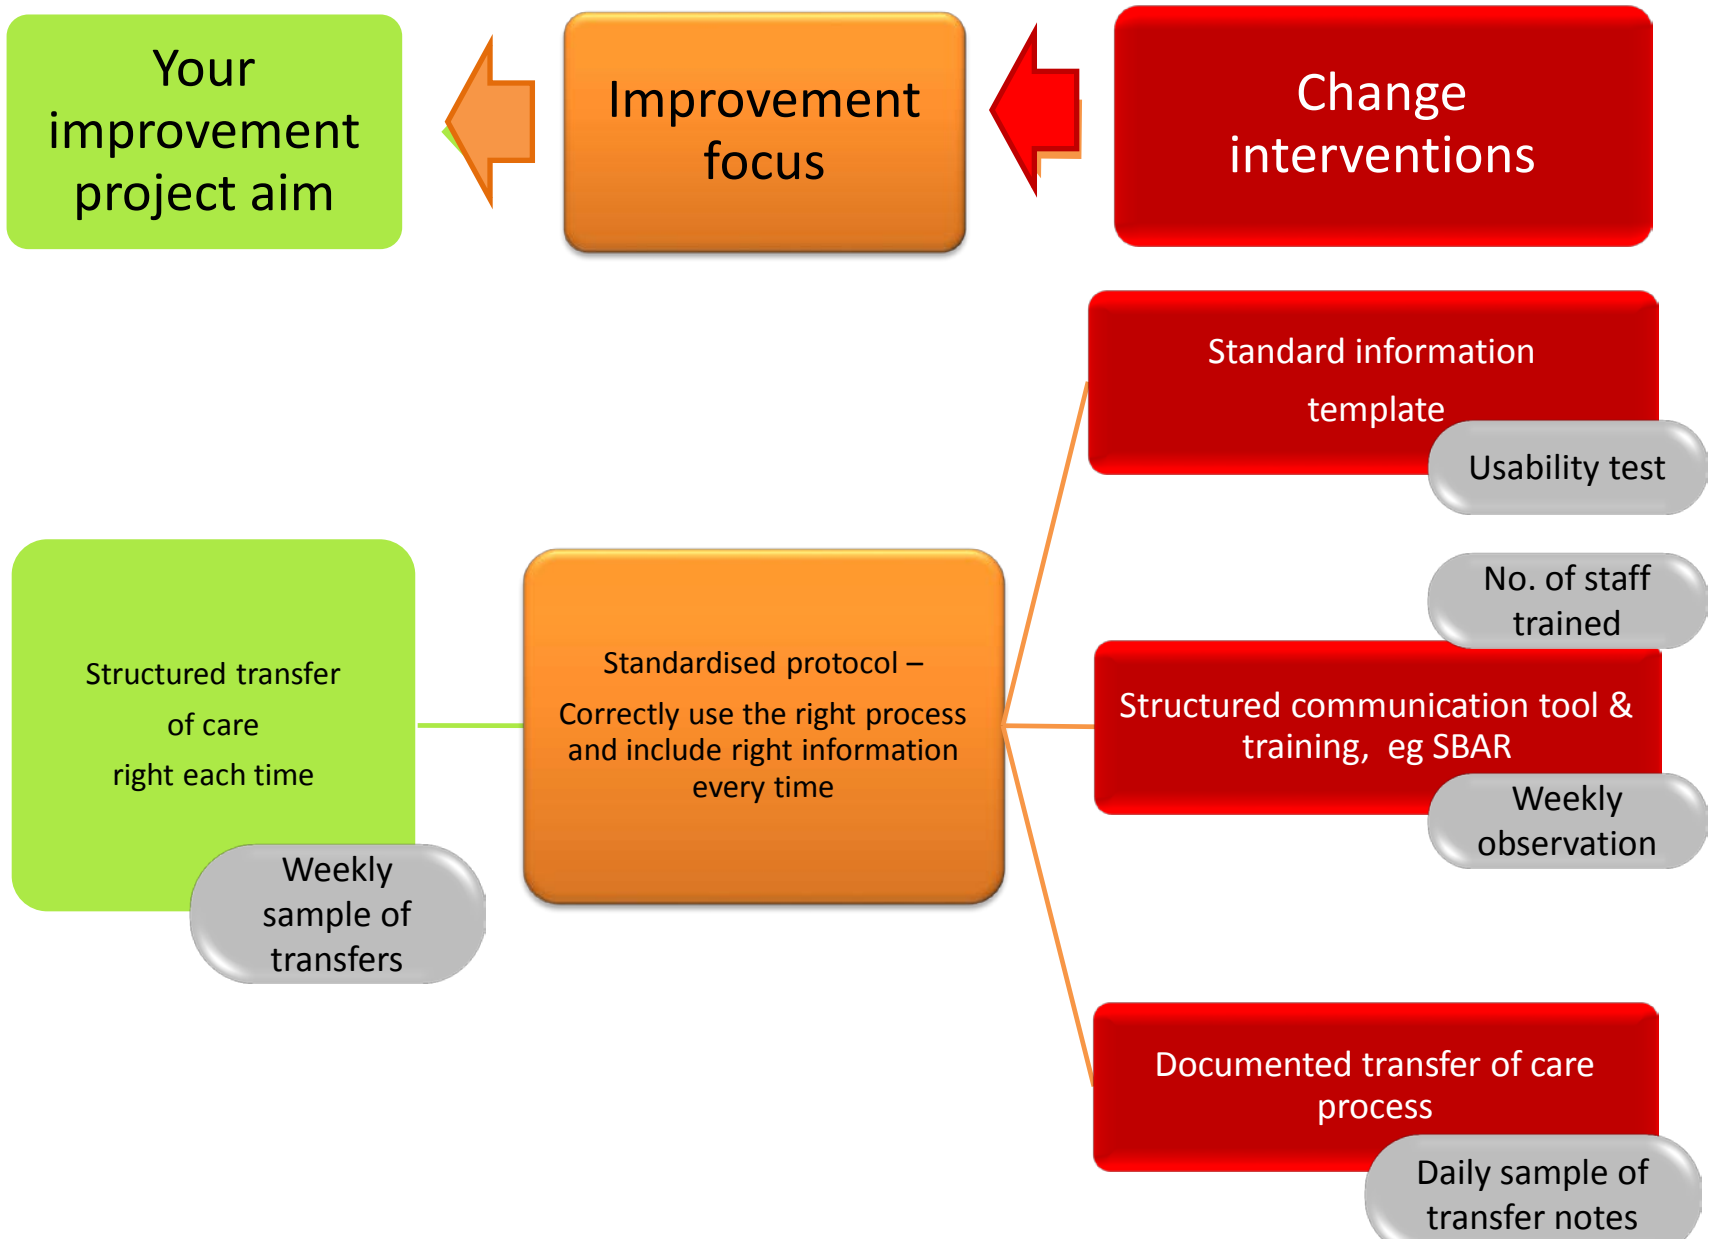 Your
improvement
project aim
Improvement
focus
Change
interventions
Standard information
template
Usability test
No. of staff
trained
Structured transfer
of care
right each time
Weekly
sample of
transfers
Standardised protocol –
Correctly use the right process
and include right information
every time
Structured communication tool &
training,  eg SBAR
Weekly
observation
Documented transfer of care
process
Daily sample of
transfer notes